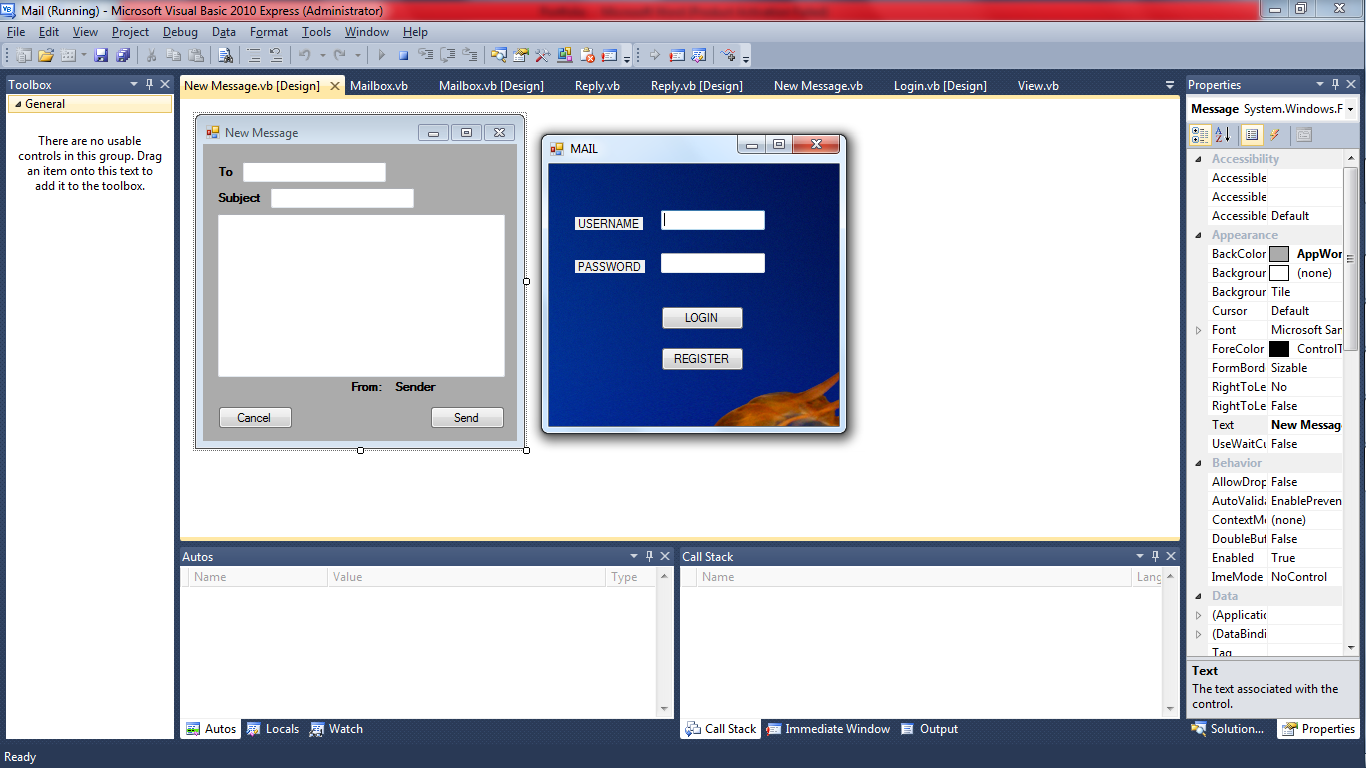 Mail (Running) - Microsoft Visual Basic 2010 Express (Administrator)
File Edit View Project Debug Data Format Tools Window Help
Toolbox
General
There are no usable
controls in this group. Drag
an item onto this text to
add it to the toolbox.
New Message.vb [Design] Mailbox.vb Mailbox.vb [Design] Reply.vb Reply.vb [Design] New Message.vb Login.vb [Design] View.vb
New Message
To
Subject
From: Sender
Cancel Send
MAIL
USERNAME
PASSWORD
LOGIN
REGISTER
Autos
Name Value Type
Autos Locals Watch
Call Stack
Name Lang
Call Stack Immediate Window Output
Properties
Message System.Windows.F
Accessibility
Accessible
Accessible
Accessible Default
Appearance
BackColor AppWor
Backgrour (none)
Backgrour Tile
Cursor Default
Font Microsoft San
ForeColor ControlT
FormBord Sizable
RightToLe No
RightToLe False
Text New Messag
UseWaitCu False
Behavior
AllowDrop False
AutoValida EnablePreven
ContextMe (none)
DoubleBuf False
Enabled True
ImeMode NoControl
Data
(Applicatic
(DataBindi
Tag
Text
The text associated with the
control.
Solution... Properties
Ready